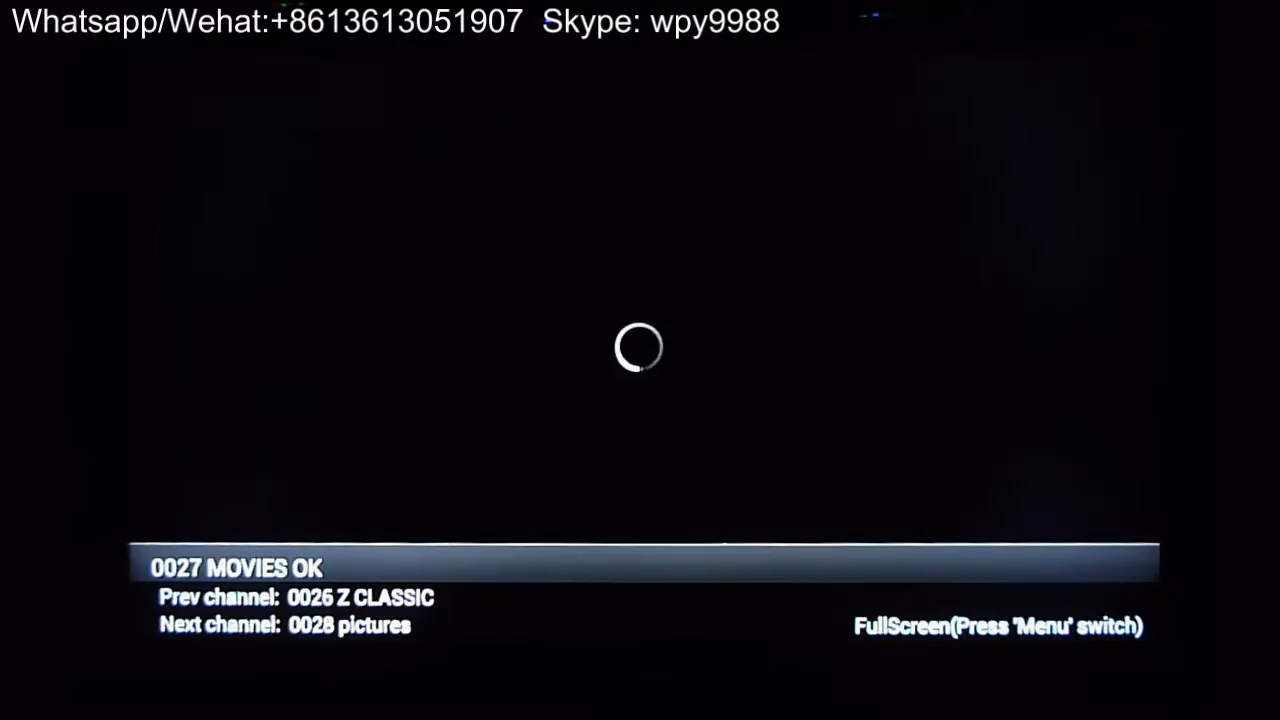 Whatsapp/Wehat:+8613613051907 Skype: wpy9988
0027 MOVIES OK
Prev channel: 0026 Z CLASSIC
Next channel: 0028 pictures
FullScreen(Press "Menu" switch)